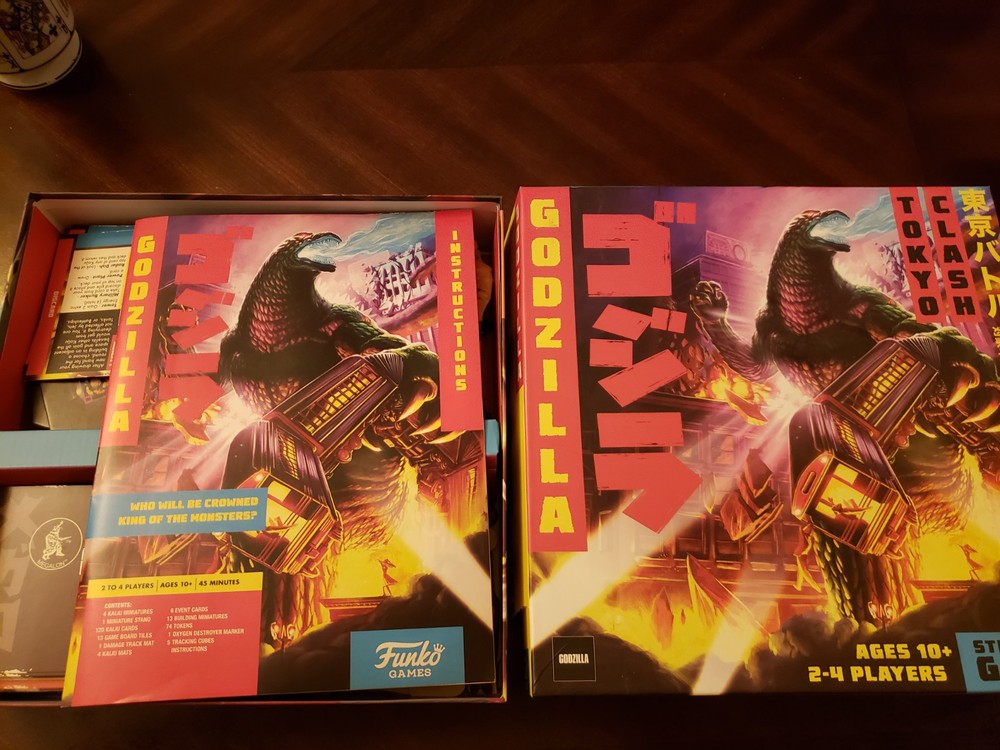 GODZILLA
ゴジラ
INSTRUCTIONS
WHO WILL BE CROWNED
KING OF THE MONSTERS?
2 TO 4 PLAYERS | AGES 10+ | 45 MINUTES
CONTENTS:
4 KAIJU MINIATURES
1 MINIATURE STAND
120 KAIJU CARDS
13 GAME BOARD TILES
1 DAMAGE TRACK MAT
4 KAIJU MATS
6 EVENT CARDS
13 BUILDING MINIATURES
74 TOKENS
1 OXYGEN DESTROYER MARKER
5 TRACKING CUBES
INSTRUCTIONS
Funko
GAMES
MEGALON
GODZILLA
ゴジラ
TOKYO
CLASH
東京バトル
GODZILLA
AGES 10+
2-4 PLAYERS